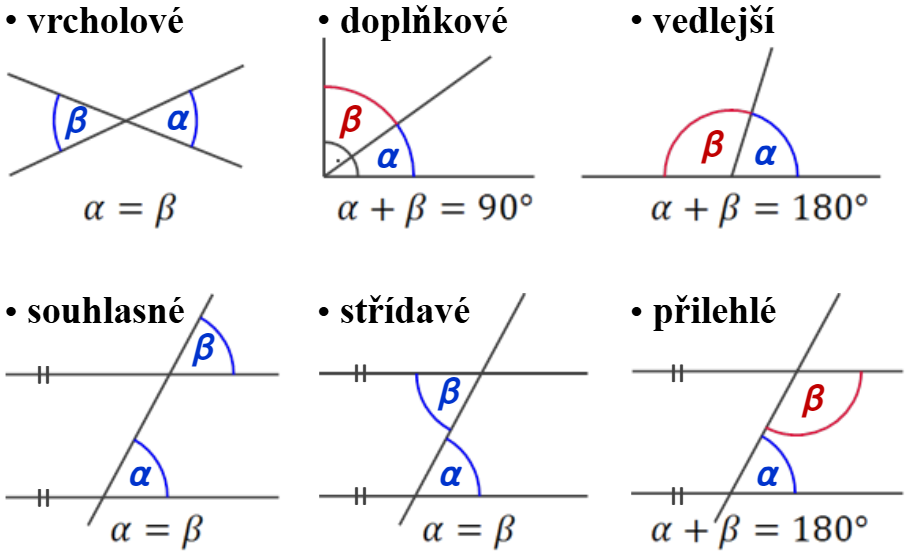 • vrcholové
β α
α = β
• doplňkové
β α
α + β = 90°
• vedlejší
β α
α + β = 180°
• souhlasné
β
α
α = β
• střídavé
β
α
α = β
• přilehlé
β
α
α + β = 180°